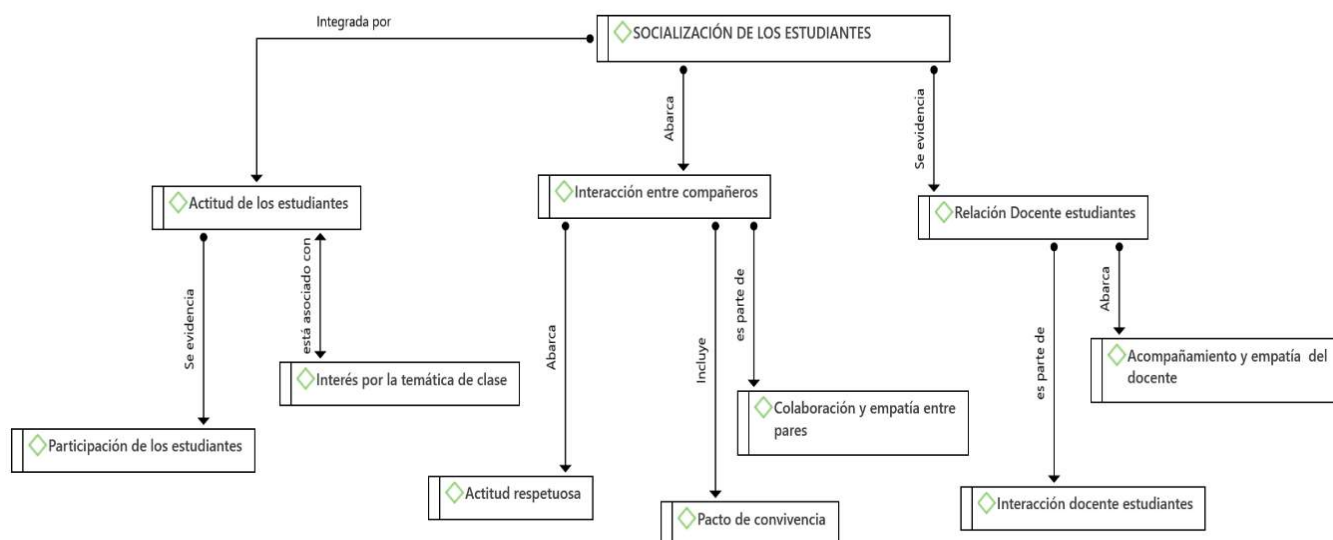 Integrada por
SOCIALIZACIÓN DE LOS ESTUDIANTES
Abarca
Se evidencia
Actitud de los estudiantes
Interacción entre compañeros
Relación Docente estudiantes
Se evidencia
está asociado con
Abarca
Incluye
es parte de
es parte de
Abarca
Interés por la temática de clase
Acompañamiento y empatía del
docente
Colaboración y empatía entre
pares
Participación de los estudiantes
Actitud respetuosa
Pacto de convivencia
Interacción docente estudiantes